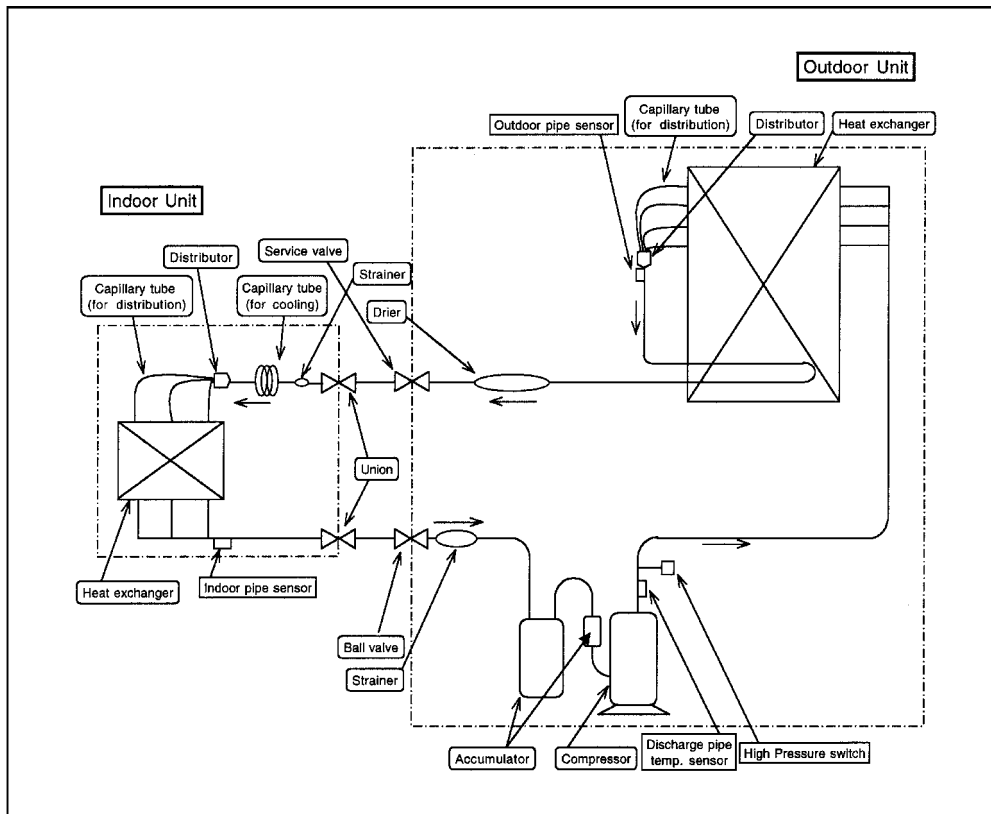 Outdoor Unit
Capillary tube
(for distribution)
Outdoor pipe sensor
Distributor
Heat exchanger
Indoor Unit
Service valve
Distributor
Strainer
Capillary tube
(for distribution)
Capillary tube
(for cooling)
Drier
Union
Heat exchanger
Indoor pipe sensor
Ball valve
Strainer
Accumulator
Compressor
Discharge pipe
temp. sensor
High Pressure switch